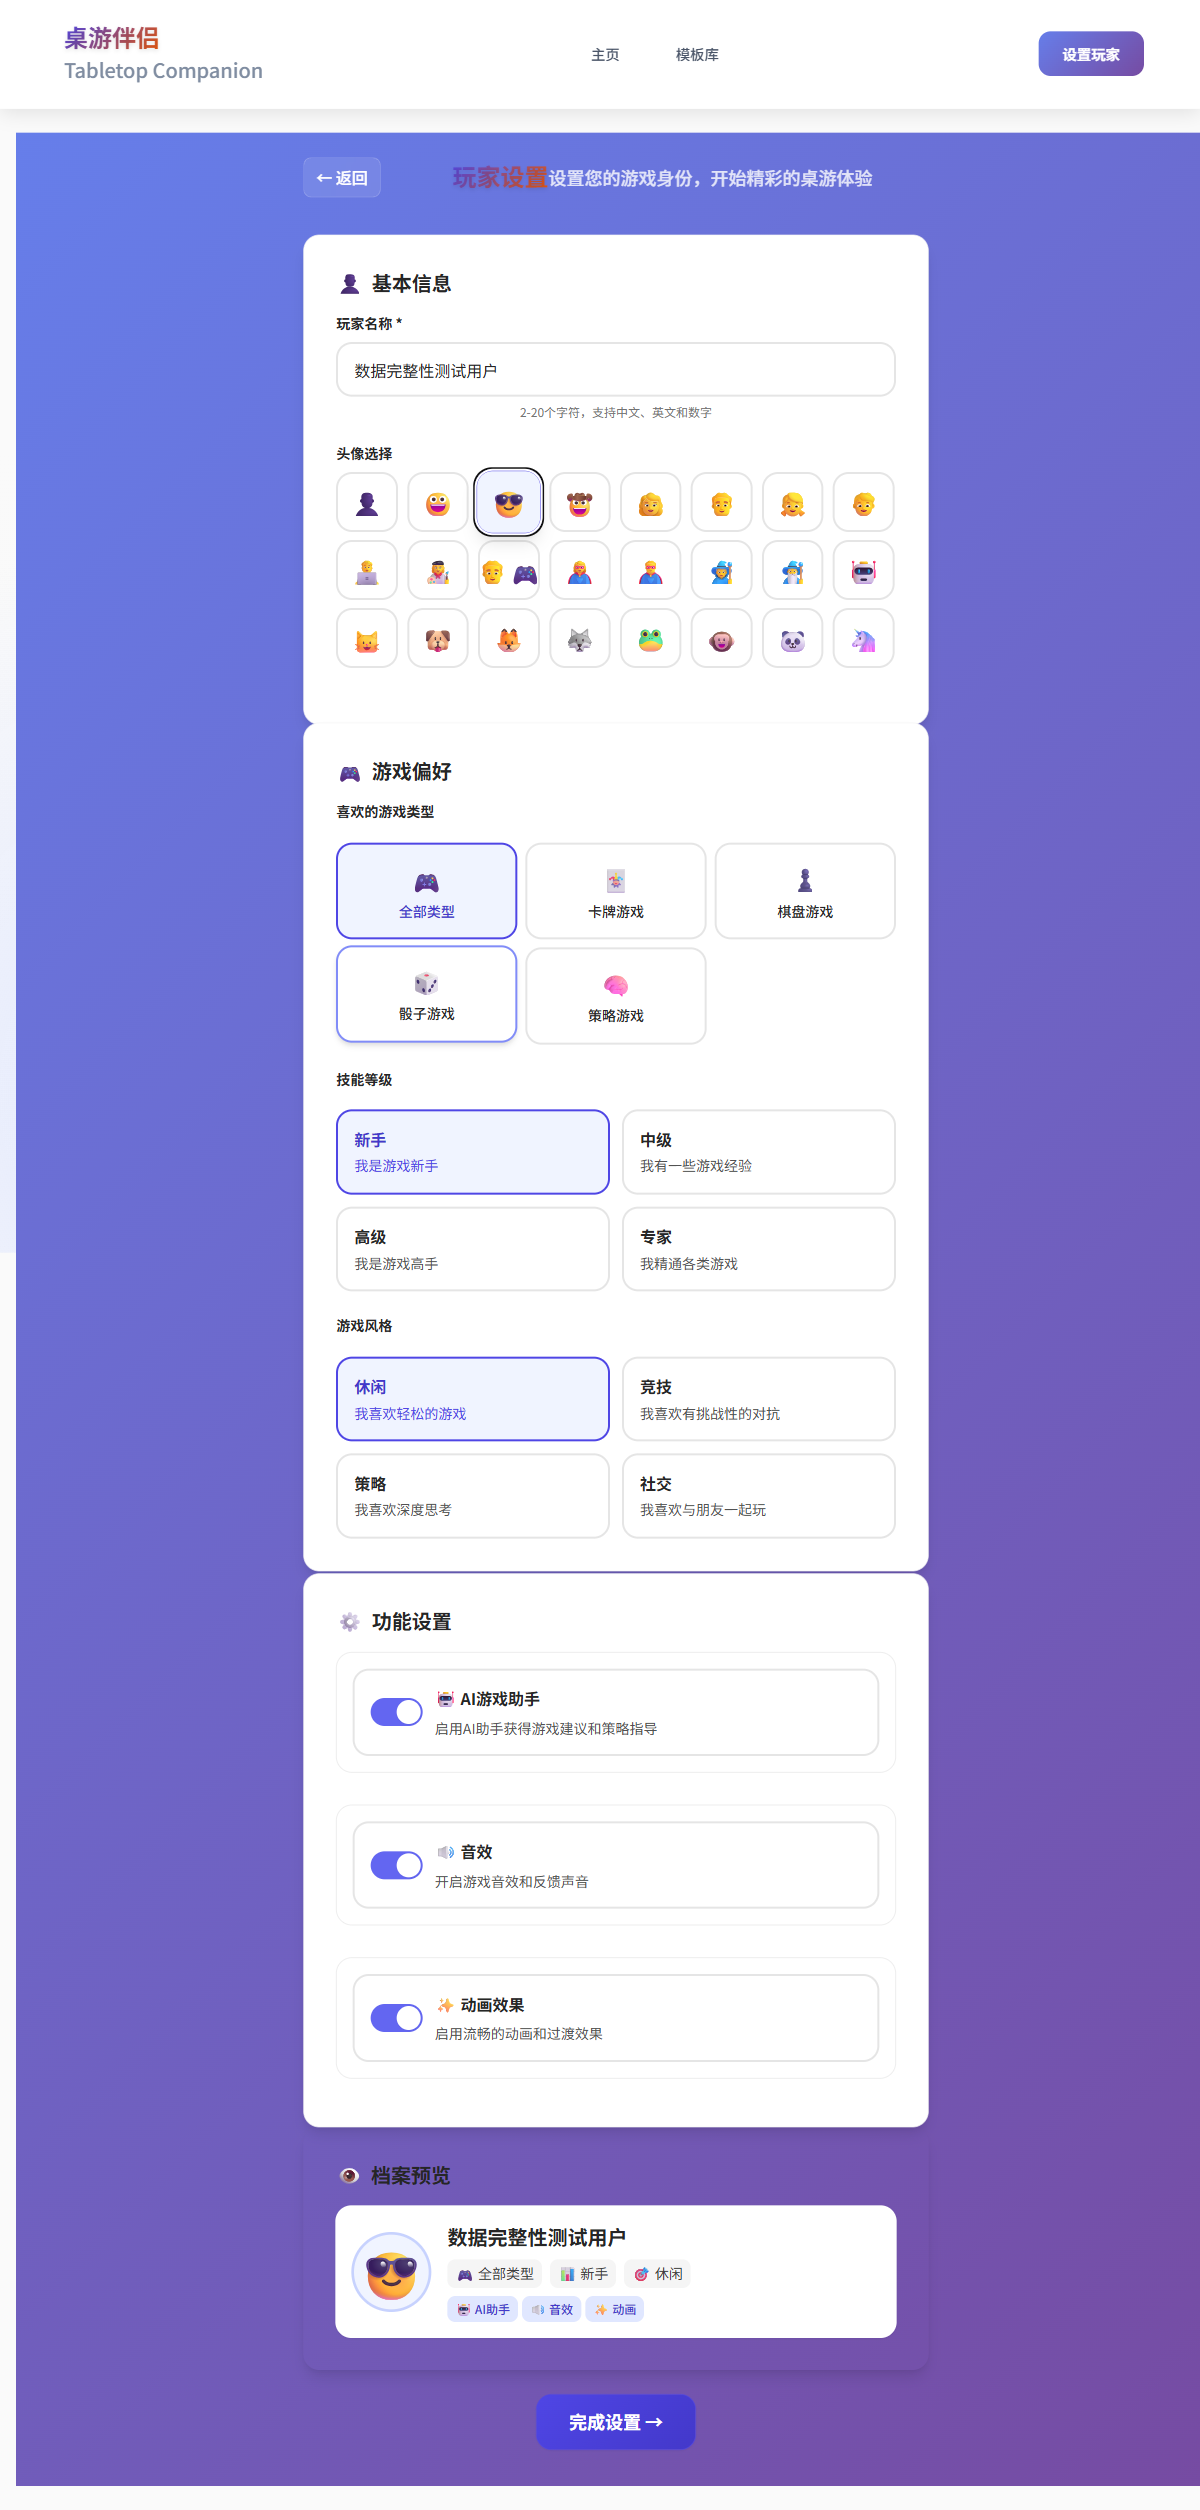 桌游伴侣
Tabletop Companion
主页
模板库
设置玩家
← 返回
玩家设置设置您的游戏身份，开始精彩的桌游体验
基本信息
玩家名称 *
数据完整性测试用户
2-20个字符，支持中文、英文和数字
头像选择
游戏偏好
喜欢的游戏类型
全部类型
卡牌游戏
棋盘游戏
骰子游戏
策略游戏
技能等级
新手
我是游戏新手
中级
我有一些游戏经验
高级
我是游戏高手
专家
我精通各类游戏
游戏风格
休闲
我喜欢轻松的游戏
竞技
我喜欢有挑战性的对抗
策略
我喜欢深度思考
社交
我喜欢与朋友一起玩
功能设置
AI游戏助手
启用AI助手获得游戏建议和策略指导
音效
开启游戏音效和反馈声音
动画效果
启用流畅的动画和过渡效果
档案预览
数据完整性测试用户
全部类型
新手
休闲
AI助手
音效
动画
完成设置 →